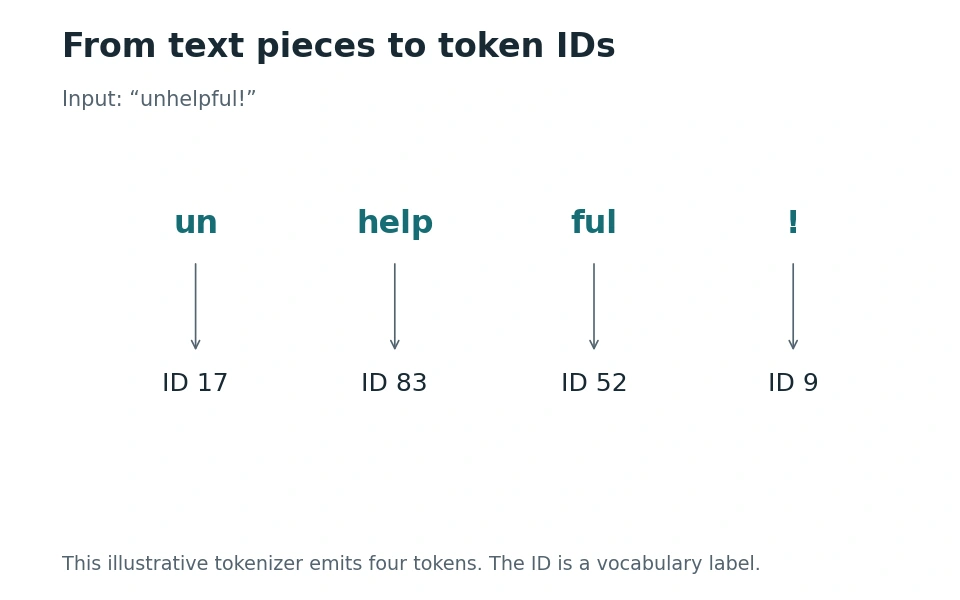 From text pieces to token IDs
Input: “unhelpful!”
un help ful !
ID 17 ID 83 ID 52 ID 9
This illustrative tokenizer emits four tokens. The ID is a vocabulary label.